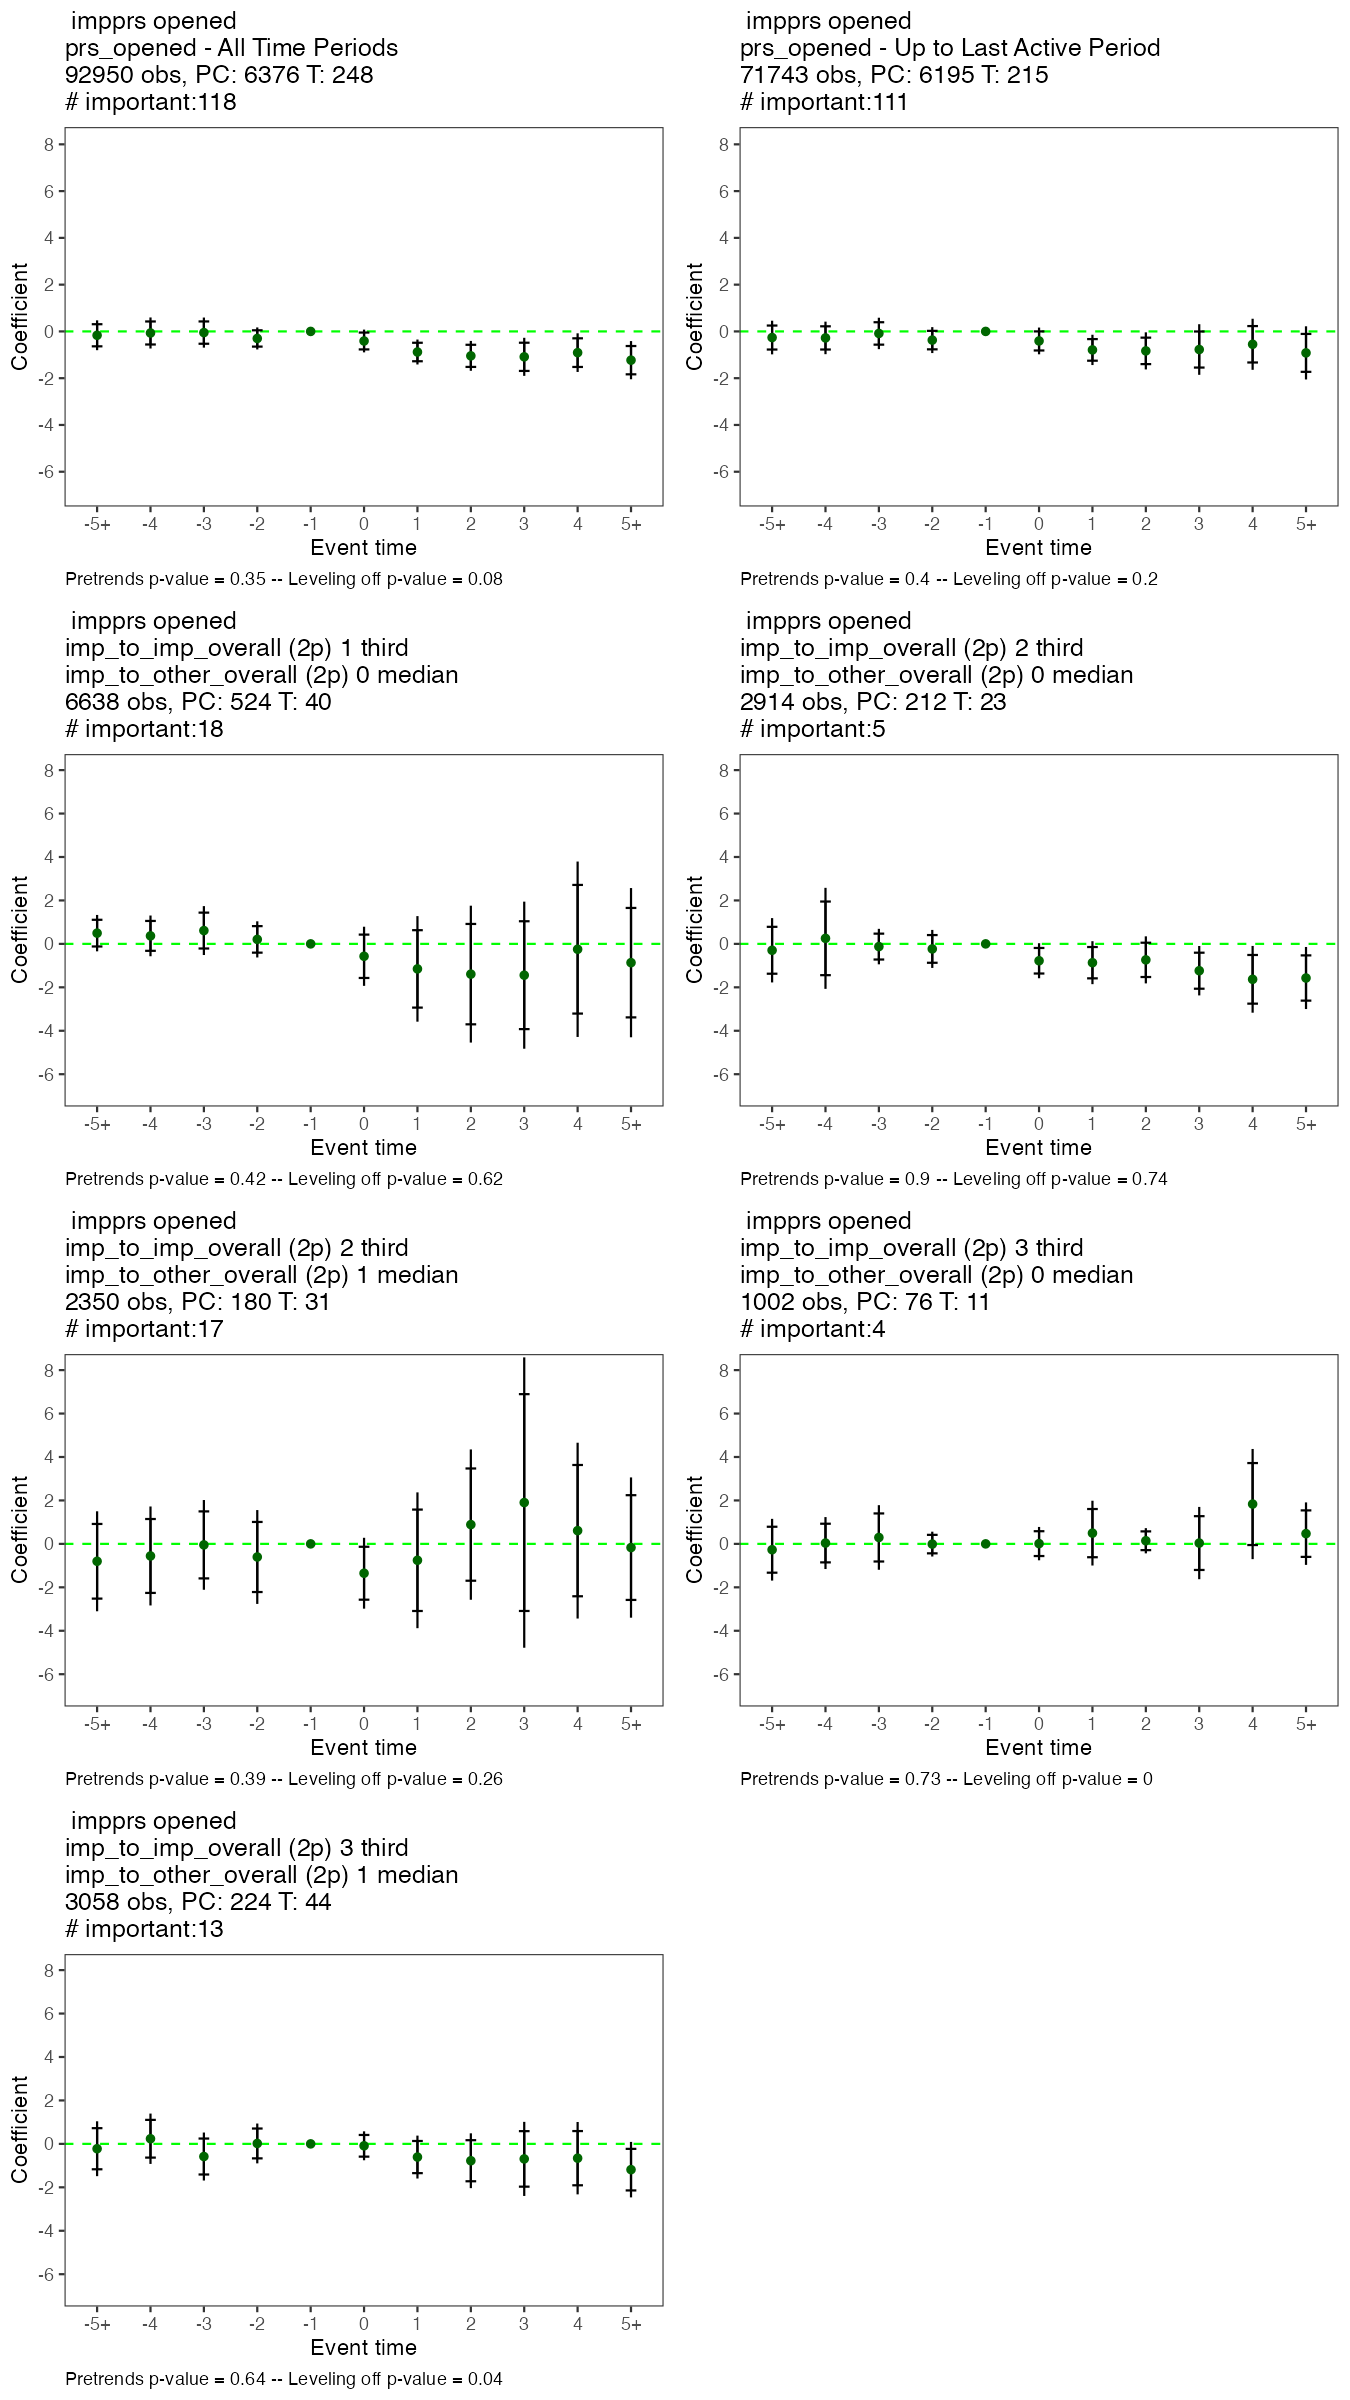 impprs opened
prs_opened - All Time Periods
92950 obs, PC: 6376 T: 248
# important:118
8
6
4
2
0
-2
-4
-6
Coefficient
-5+ -4 -3 -2 -1 0 1 2 3 4 5+
Event time
Pretrends p-value = 0.35 -- Leveling off p-value = 0.08
impprs opened
prs_opened - Up to Last Active Period
71743 obs, PC: 6195 T: 215
# important:111
8
6
4
2
0
-2
-4
-6
Coefficient
-5+ -4 -3 -2 -1 0 1 2 3 4 5+
Event time
Pretrends p-value = 0.4 -- Leveling off p-value = 0.2
impprs opened
imp_to_imp_overall (2p) 1 third
imp_to_other_overall (2p) 0 median
6638 obs, PC: 524 T: 40
# important:18
8
6
4
2
0
-2
-4
-6
Coefficient
-5+ -4 -3 -2 -1 0 1 2 3 4 5+
Event time
Pretrends p-value = 0.42 -- Leveling off p-value = 0.62
impprs opened
imp_to_imp_overall (2p) 2 third
imp_to_other_overall (2p) 0 median
2914 obs, PC: 212 T: 23
# important:5
8
6
4
2
0
-2
-4
-6
Coefficient
-5+ -4 -3 -2 -1 0 1 2 3 4 5+
Event time
Pretrends p-value = 0.9 -- Leveling off p-value = 0.74
impprs opened
imp_to_imp_overall (2p) 2 third
imp_to_other_overall (2p) 1 median
2350 obs, PC: 180 T: 31
# important:17
8
6
4
2
0
-2
-4
-6
Coefficient
-5+ -4 -3 -2 -1 0 1 2 3 4 5+
Event time
Pretrends p-value = 0.39 -- Leveling off p-value = 0.26
impprs opened
imp_to_imp_overall (2p) 3 third
imp_to_other_overall (2p) 0 median
1002 obs, PC: 76 T: 11
# important:4
8
6
4
2
0
-2
-4
-6
Coefficient
-5+ -4 -3 -2 -1 0 1 2 3 4 5+
Event time
Pretrends p-value = 0.73 -- Leveling off p-value = 0
impprs opened
imp_to_imp_overall (2p) 3 third
imp_to_other_overall (2p) 1 median
3058 obs, PC: 224 T: 44
# important:13
8
6
4
2
0
-2
-4
-6
Coefficient
-5+ -4 -3 -2 -1 0 1 2 3 4 5+
Event time
Pretrends p-value = 0.64 -- Leveling off p-value = 0.04